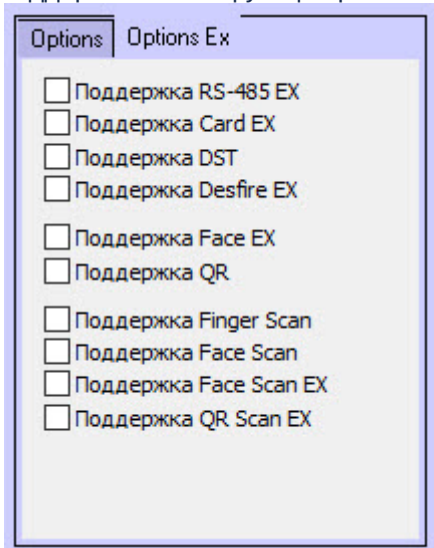 Options Options Ex
Поддержка RS-485 EX
Поддержка Card EX
Поддержка DST
Поддержка Desfire EX
Поддержка Face EX
Поддержка QR
Поддержка Finger Scan
Поддержка Face Scan
Поддержка Face Scan EX
Поддержка QR Scan EX